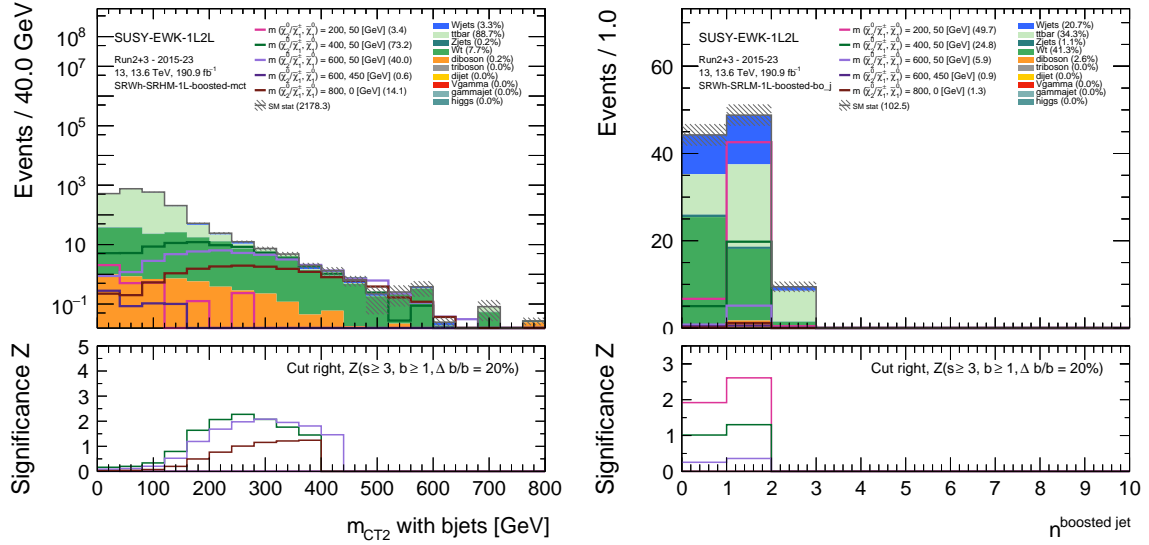 Events / 40.0 GeV
10^8
10^7
10^5
10^3
10
10^-1
SUSY-EWK-1L2L
Run2+3 - 2015-23
13, 13.6 TeV, 190.9 fb^-1
SRWh-SRHM-1L-boosted-mct
m (χ̃₂⁰/χ̃₁^±, χ̃₁⁰) = 200, 50 [GeV] (3.4)
m (χ̃₂⁰/χ̃₁^±, χ̃₁⁰) = 400, 50 [GeV] (73.2)
m (χ̃₂⁰/χ̃₁^±, χ̃₁⁰) = 600, 50 [GeV] (40.0)
m (χ̃₂⁰/χ̃₁^±, χ̃₁⁰) = 600, 450 [GeV] (0.6)
m (χ̃₂⁰/χ̃₁^±, χ̃₁⁰) = 800, 0 [GeV] (14.1)
SM stat (2178.3)
Wjets (3.3%)
ttbar (88.7%)
Zjets (0.2%)
Wt (7.7%)
diboson (0.2%)
triboson (0.0%)
dijet (0.0%)
Vgamma (0.0%)
gammajet (0.0%)
higgs (0.0%)
Significance Z
5
4
3
2
1
0
Cut right, Z(s≥ 3, b≥ 1, Δ b/b = 20%)
0 100 200 300 400 500 600 700 800
m_CT2 with bjets [GeV]
Events / 1.0
60
40
20
0
SUSY-EWK-1L2L
Run2+3 - 2015-23
13, 13.6 TeV, 190.9 fb^-1
SRWh-SRLM-1L-boosted-bo_j
m (χ̃₂⁰/χ̃₁^±, χ̃₁⁰) = 200, 50 [GeV] (49.7)
m (χ̃₂⁰/χ̃₁^±, χ̃₁⁰) = 400, 50 [GeV] (24.8)
m (χ̃₂⁰/χ̃₁^±, χ̃₁⁰) = 600, 50 [GeV] (5.9)
m (χ̃₂⁰/χ̃₁^±, χ̃₁⁰) = 600, 450 [GeV] (0.9)
m (χ̃₂⁰/χ̃₁^±, χ̃₁⁰) = 800, 0 [GeV] (1.3)
SM stat (102.5)
Wjets (20.7%)
ttbar (34.3%)
Zjets (1.1%)
Wt (41.3%)
diboson (2.6%)
triboson (0.0%)
dijet (0.0%)
Vgamma (0.0%)
gammajet (0.0%)
higgs (0.0%)
Significance Z
3
2
1
0
Cut right, Z(s≥ 3, b≥ 1, Δ b/b = 20%)
0 1 2 3 4 5 6 7 8 9 10
n^boosted jet